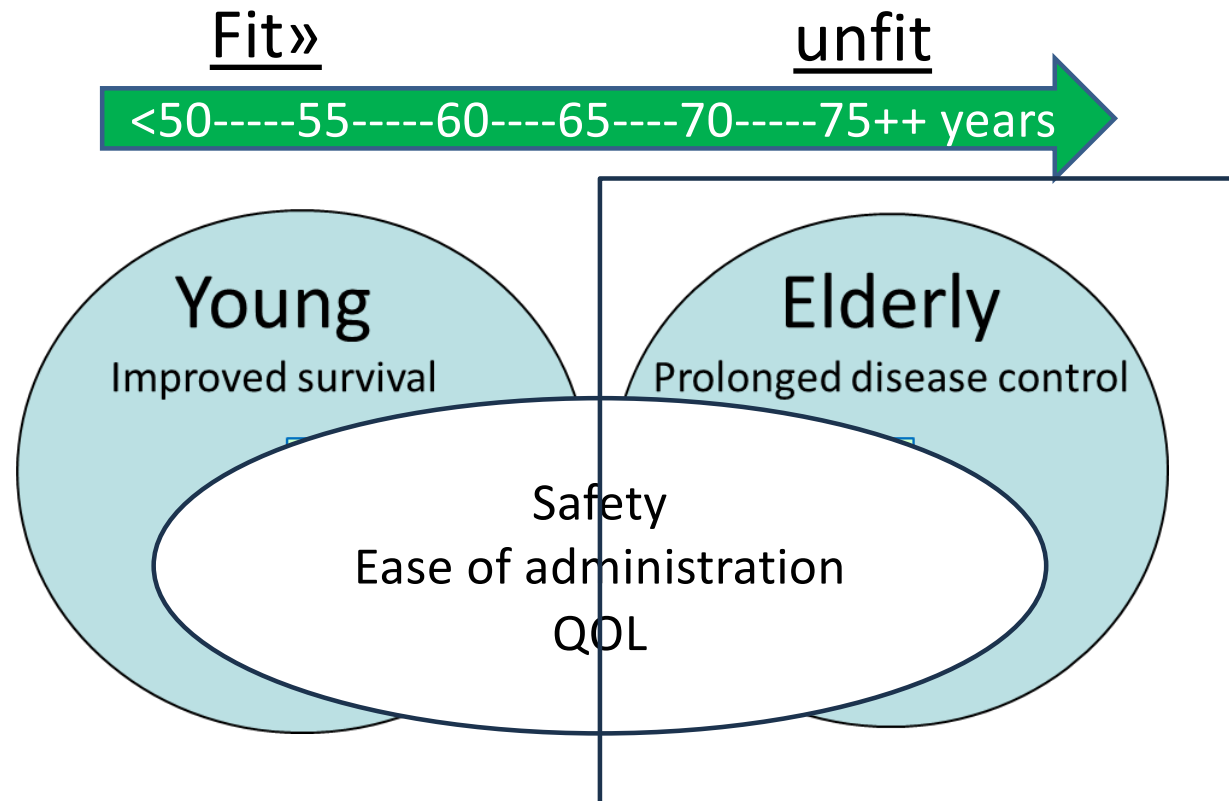 Fit»
unfit
<50-----55-----60----65----70-----75++ years
Young
Improved survival
Elderly
Prolonged disease control
Safety
Ease of administration
QOL